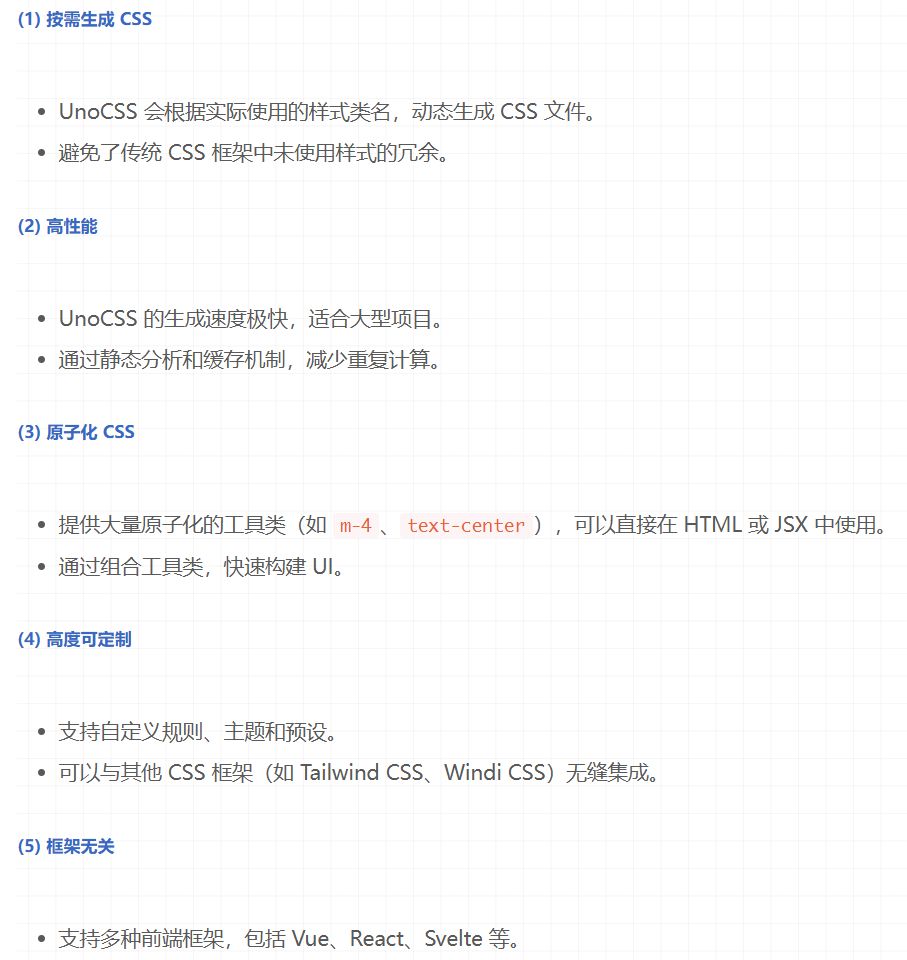 (1) 按需生成 CSS
UnoCSS 会根据实际使用的样式类名，动态生成 CSS 文件。
避免了传统 CSS 框架中未使用样式的冗余。
(2) 高性能
UnoCSS 的生成速度极快，适合大型项目。
通过静态分析和缓存机制，减少重复计算。
(3) 原子化 CSS
提供大量原子化的工具类（如 m-4 、 text-center ），可以直接在 HTML 或 JSX 中使用。
通过组合工具类，快速构建 UI。
(4) 高度可定制
支持自定义规则、主题和预设。
可以与其他 CSS 框架（如 Tailwind CSS、Windi CSS）无缝集成。
(5) 框架无关
支持多种前端框架，包括 Vue、React、Svelte 等。